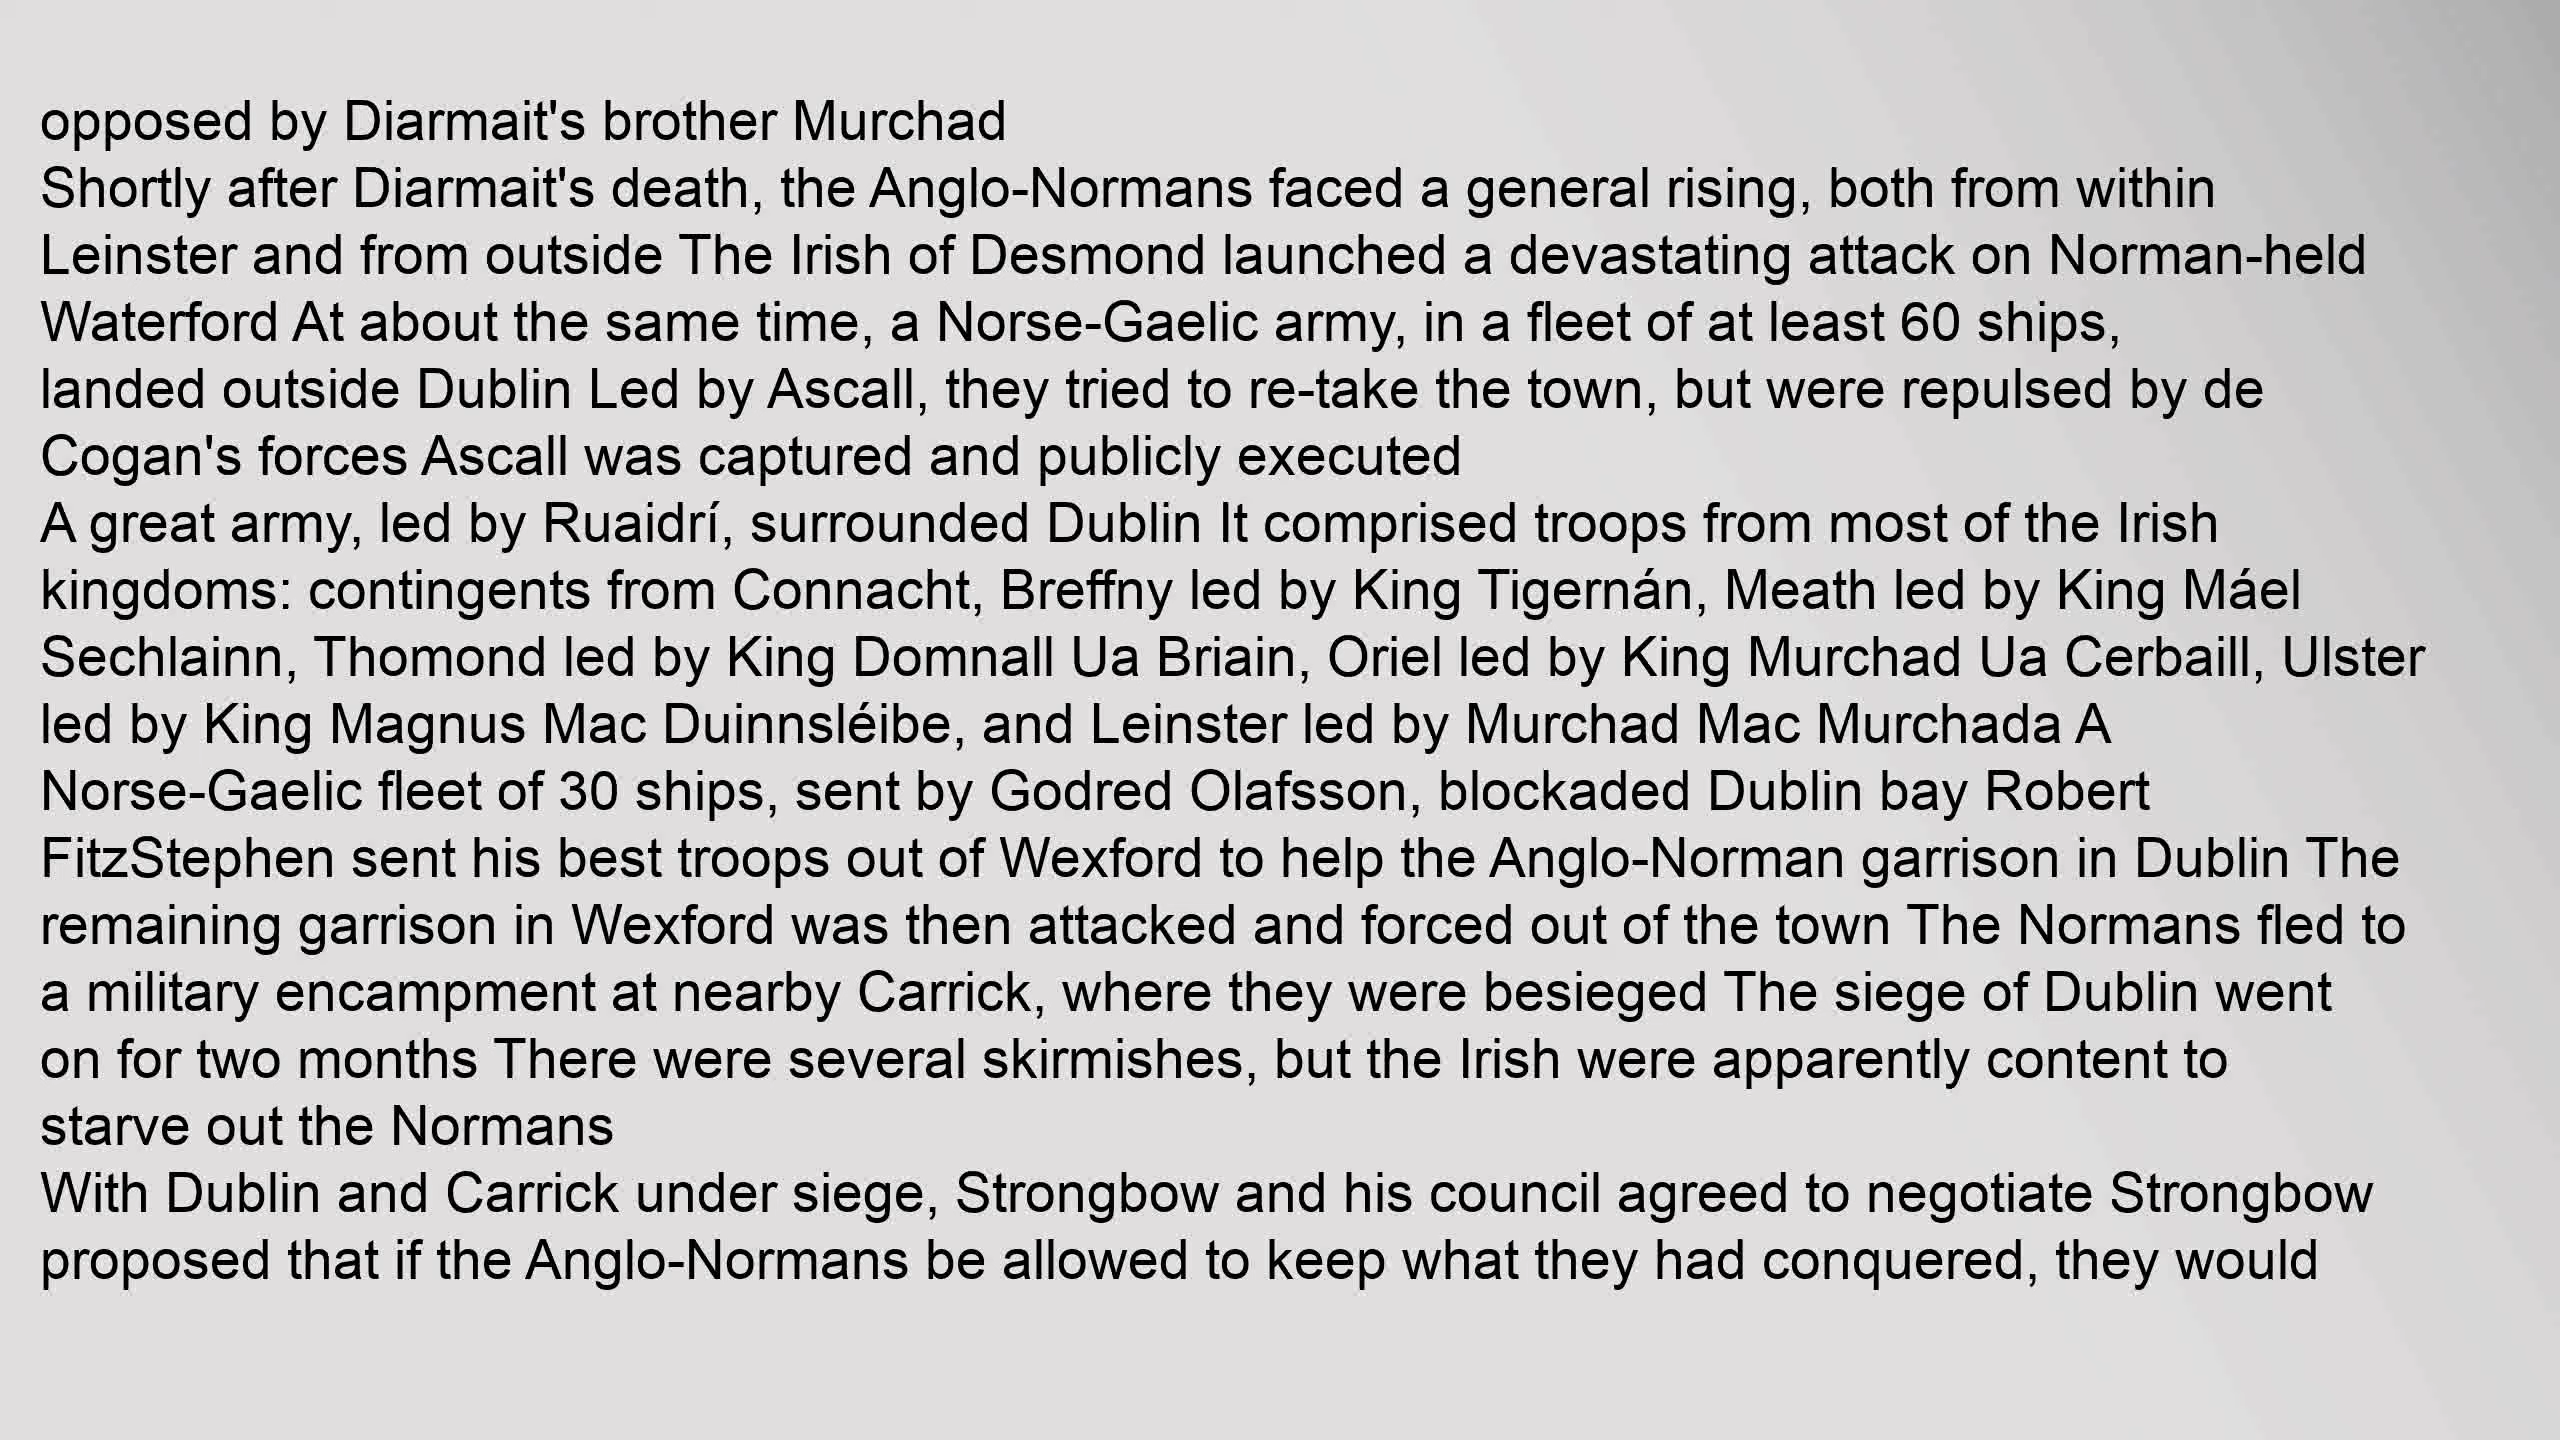 opposed by Diarmait's brother Murchad
Shortly after Diarmait's death, the Anglo-Normans faced a general rising, both from within
Leinster and from outside The Irish of Desmond launched a devastating attack on Norman-held
Waterford At about the same time, a Norse-Gaelic army, in a fleet of at least 60 ships,
landed outside Dublin Led by Ascall, they tried to re-take the town, but were repulsed by de
Cogan's forces Ascall was captured and publicly executed
A great army, led by Ruaidrí, surrounded Dublin It comprised troops from most of the Irish
kingdoms: contingents from Connacht, Breffny led by King Tigernán, Meath led by King Máel
Sechlainn, Thomond led by King Domnall Ua Briain, Oriel led by King Murchad Ua Cerbaill, Ulster
led by King Magnus Mac Duinnsléibe, and Leinster led by Murchad Mac Murchada A
Norse-Gaelic fleet of 30 ships, sent by Godred Olafsson, blockaded Dublin bay Robert
FitzStephen sent his best troops out of Wexford to help the Anglo-Norman garrison in Dublin The
remaining garrison in Wexford was then attacked and forced out of the town The Normans fled to
a military encampment at nearby Carrick, where they were besieged The siege of Dublin went
on for two months There were several skirmishes, but the Irish were apparently content to
starve out the Normans
With Dublin and Carrick under siege, Strongbow and his council agreed to negotiate Strongbow
proposed that if the Anglo-Normans be allowed to keep what they had conquered, they would